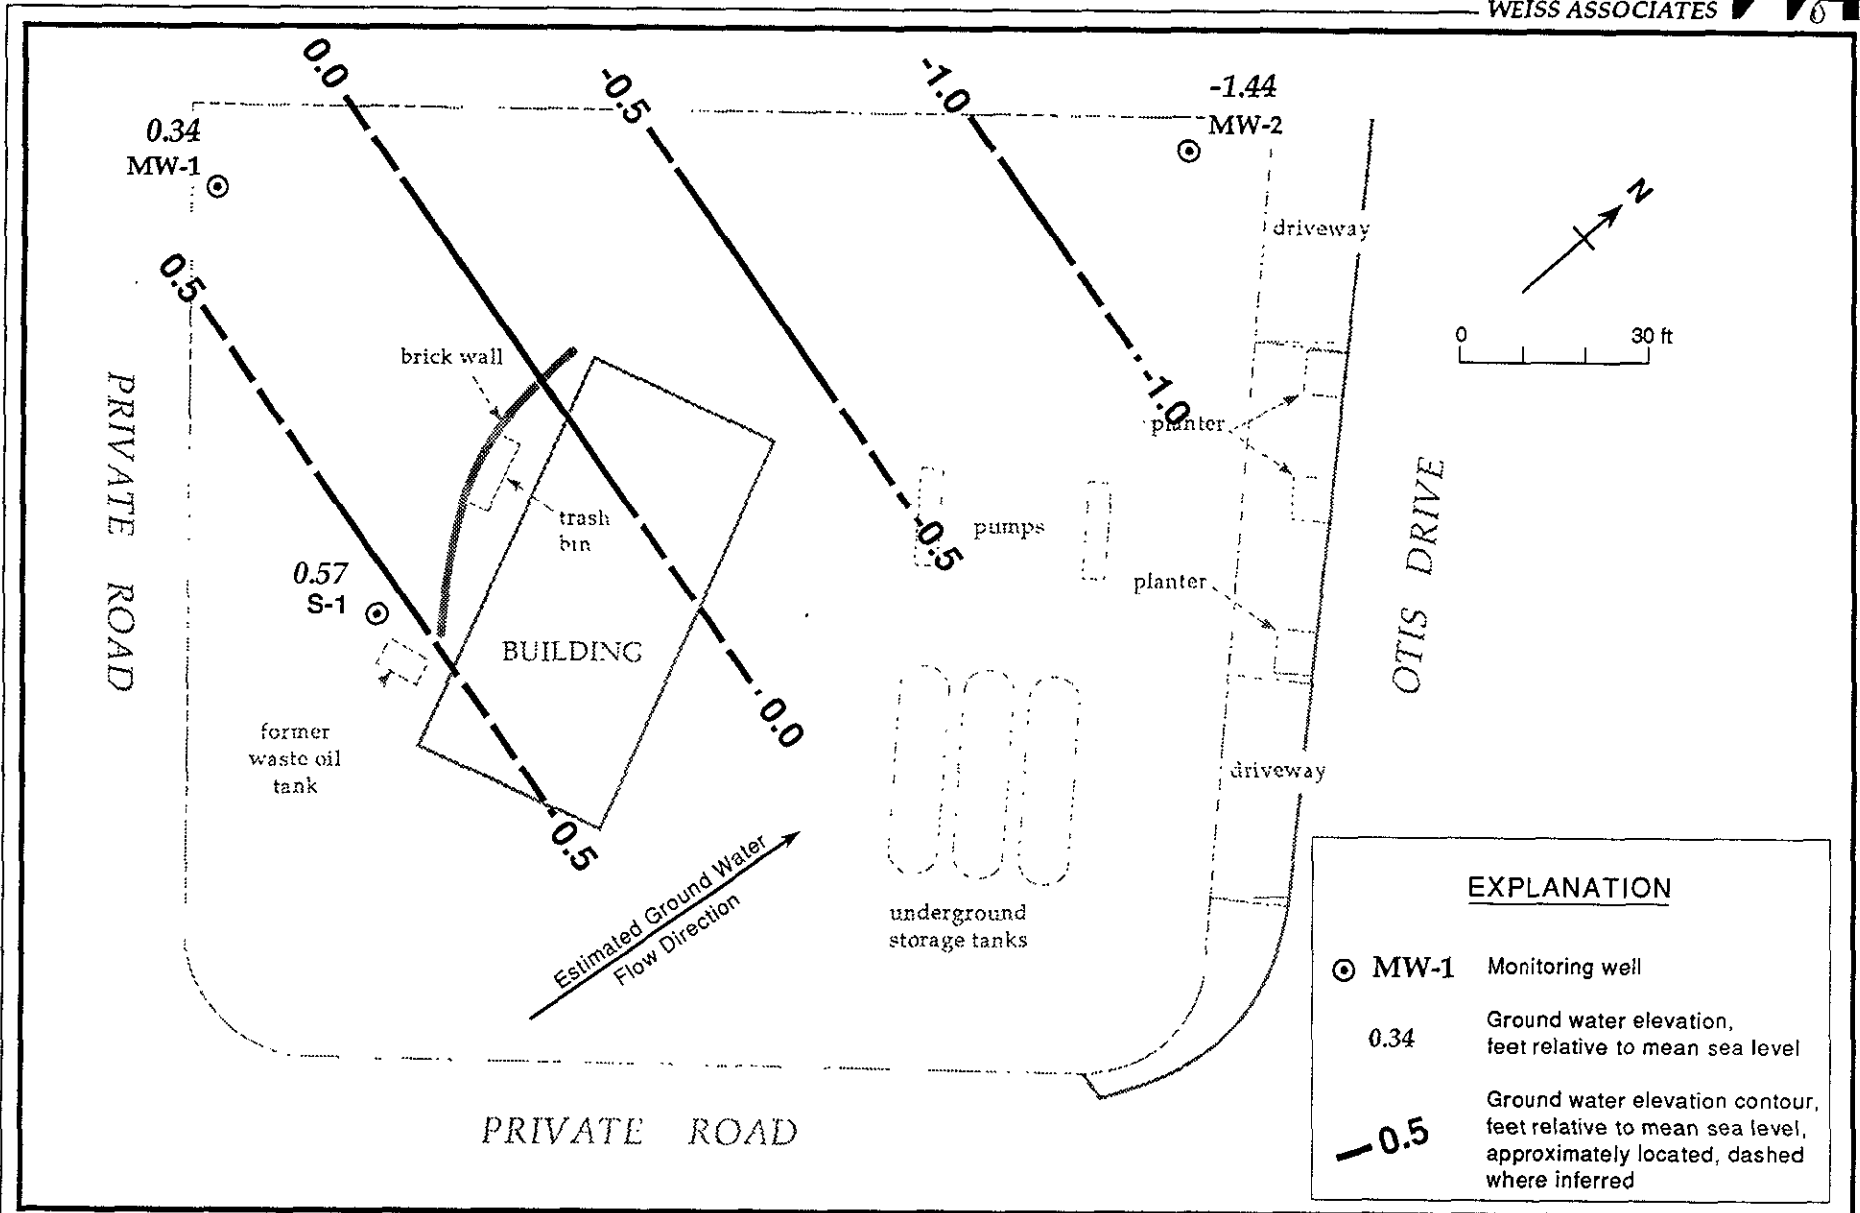 WEISS ASSOCIATES
0.0
-0.5
-1.0
-1.44
MW-2
0.34
MW-1
driveway
N
0.5
0 30 ft
brick wall
-1.0
planter
PRIVATE ROAD
trash
bin
pumps
-0.5
OTIS DRIVE
0.57
S-1
planter
BUILDING
0.0
former
waste oil
tank
driveway
0.5
Estimated Ground Water
Flow Direction
underground
storage tanks
EXPLANATION
MW-1 Monitoring well
0.34 Ground water elevation,
feet relative to mean sea level
0.5 Ground water elevation contour,
feet relative to mean sea level,
approximately located, dashed
where inferred
PRIVATE ROAD